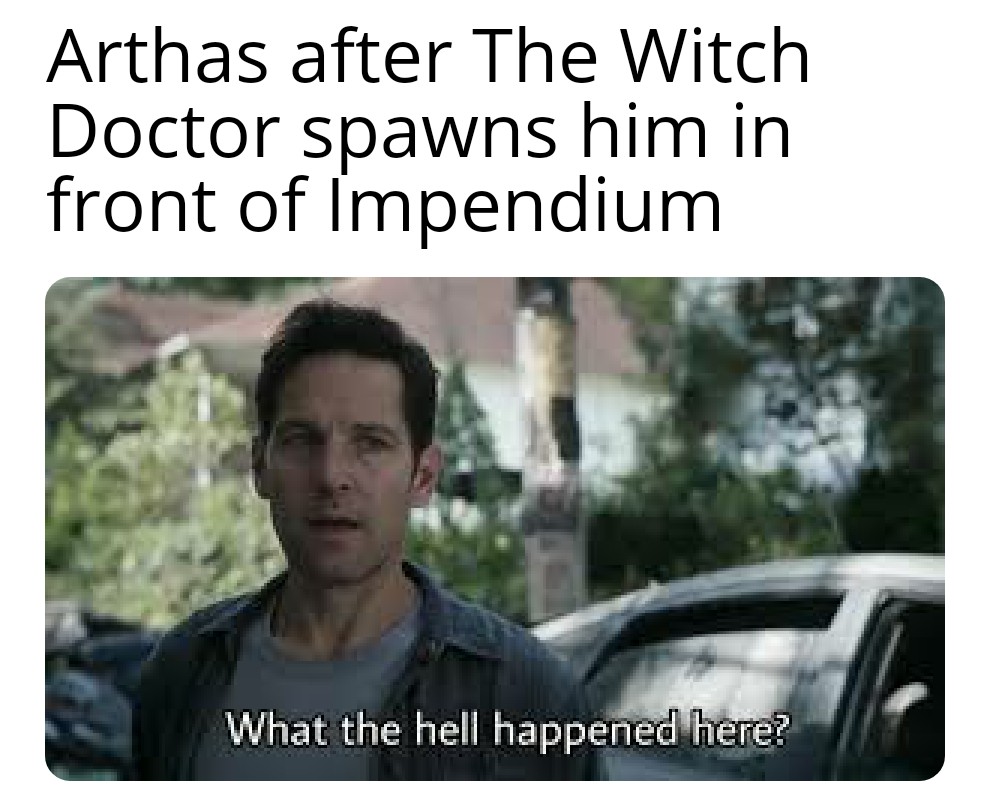 Arthas after The Witch
Doctor spawns him in
front of Impendium
What the hell happened here?